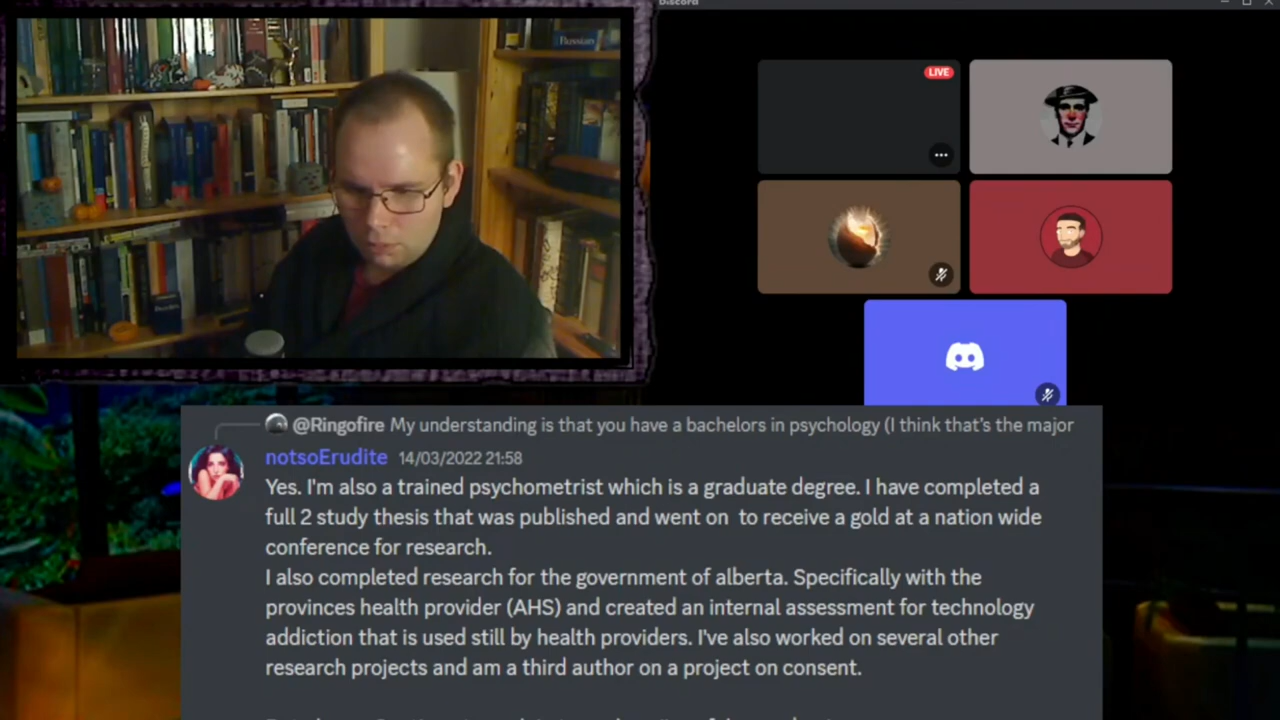 Discord
LIVE
Russian
@Ringofire My understanding is that you have a bachelors in psychology (I think that's the major
notsoErudite 14/03/2022 21:58
Yes. I'm also a trained psychometrist which is a graduate degree. I have completed a
full 2 study thesis that was published and went on to receive a gold at a nation wide
conference for research.
I also completed research for the government of alberta. Specifically with the
provinces health provider (AHS) and created an internal assessment for technology
addiction that is used still by health providers. I've also worked on several other
research projects and am a third author on a project on consent.